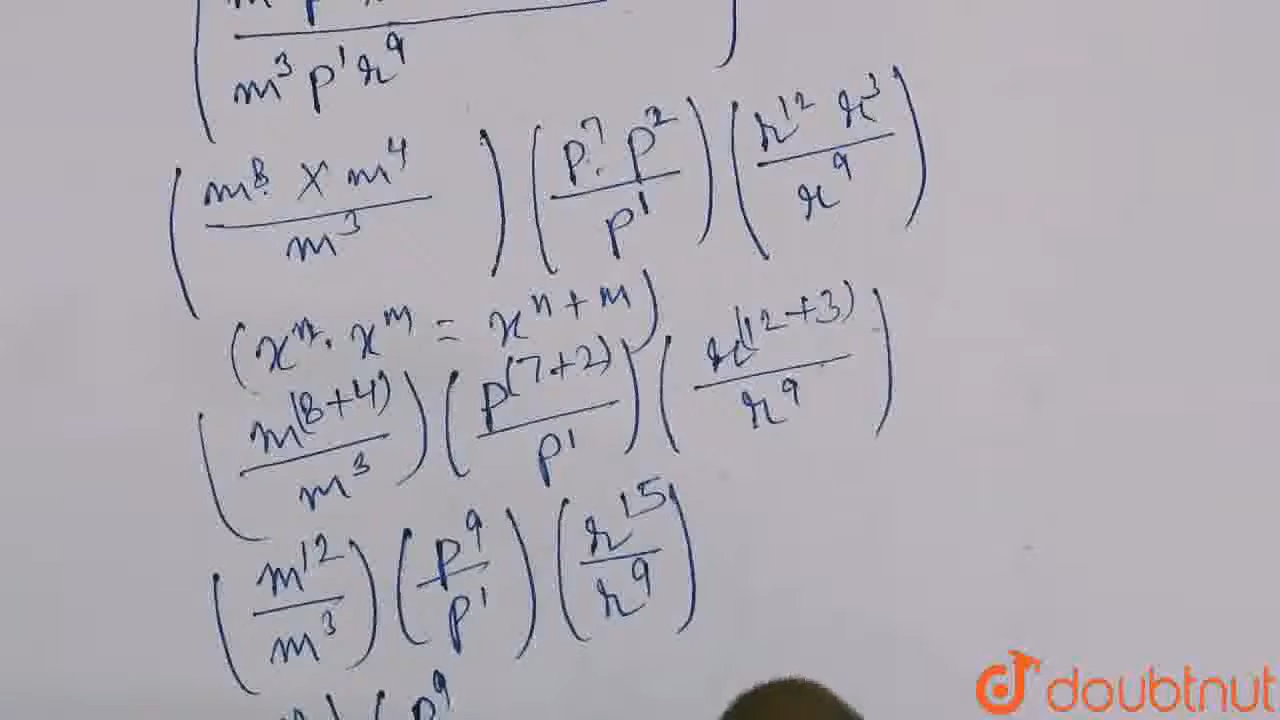 m³ p¹ r⁹
(m⁸ × m⁴ / m³) (p⁷· p² / p¹) (r¹² r³ / r⁹)
(xⁿ· xᵐ = xⁿ⁺ᵐ)
(m⁽⁸⁺⁴⁾ / m³) (p⁽⁷⁺²⁾ / p¹) (r⁽¹²⁺³⁾ / r⁹)
(m¹² / m³) (p⁹ / p¹) (r¹⁵ / r⁹)
(p⁹
doubtnut